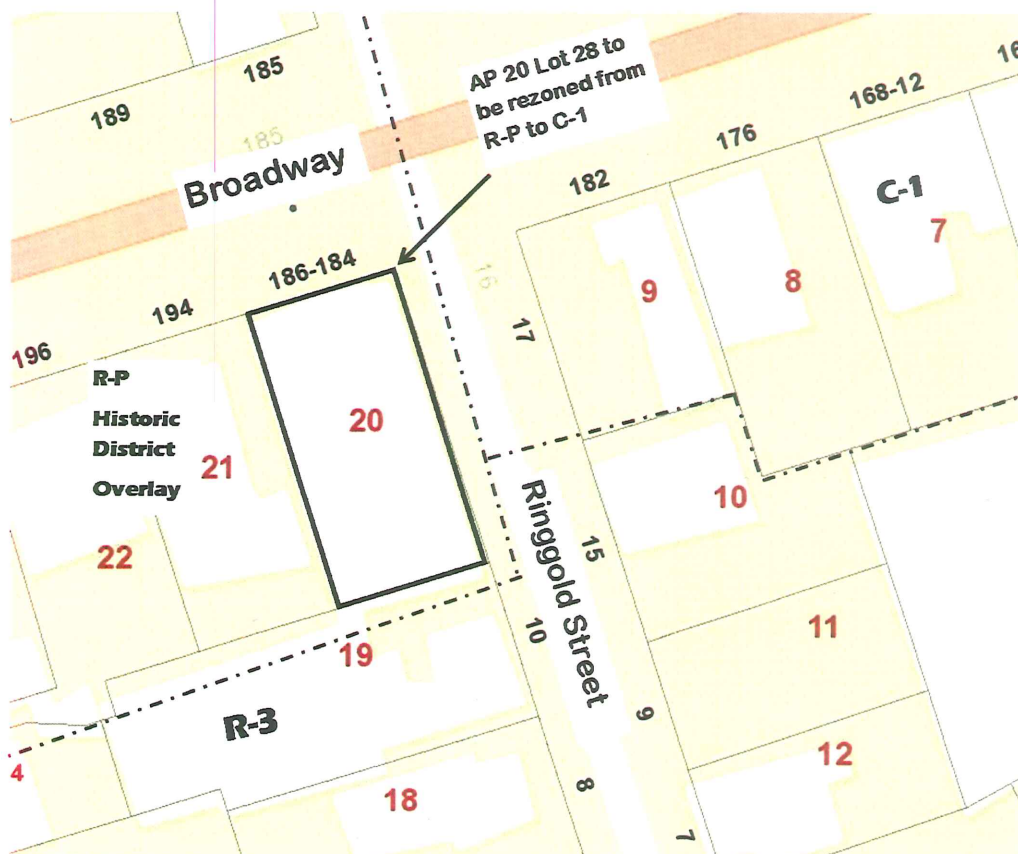 185
189
185
Broadway
AP 20 Lot 28 to
be rezoned from
R-P to C-1
168-12
16
176
182
C-1
7
8
9
186-184
194
196
16
17
R-P
Historic
District
Overlay
20
21
22
10
15
Ringgold Street
11
10
19
R-3
9
12
4
18
8
7